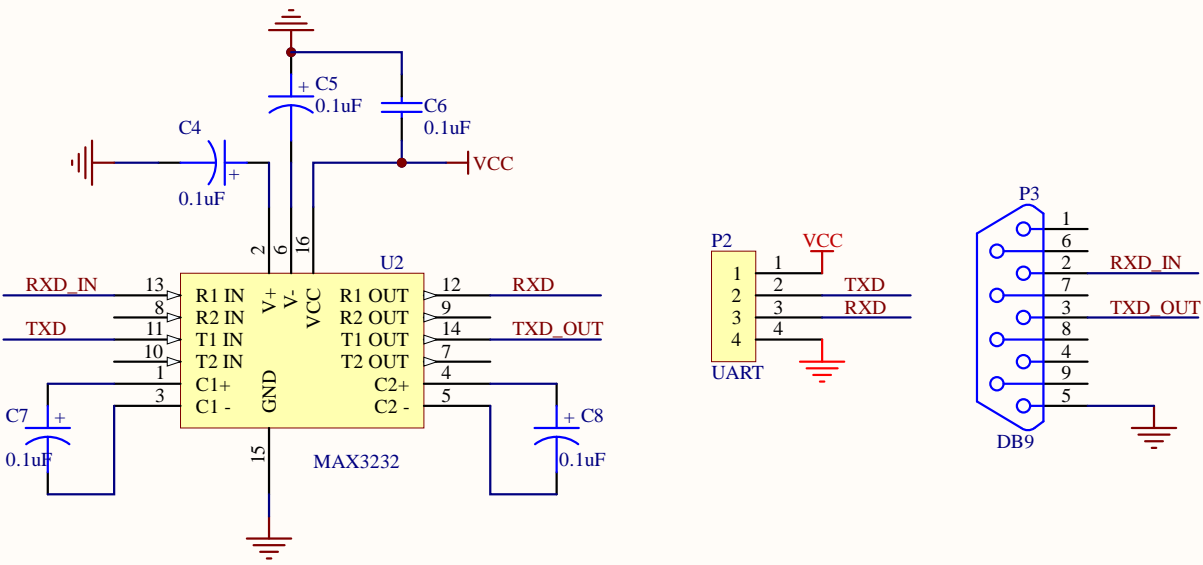 C5
+
0.1uF
C6
0.1uF
C4
+
0.1uF
VCC
2
6
16
U2
RXD_IN
13
R1 IN
V+
V-
VCC
R1 OUT
12
RXD
8
R2 IN
R2 OUT
9
TXD
11
T1 IN
T1 OUT
14
TXD_OUT
10
T2 IN
T2 OUT
7
1
C1+
GND
C2+
4
3
C1 -
C2 -
5
C7
+
0.1uF
+
C8
0.1uF
15
MAX3232
P2
VCC
1
1
2
2
TXD
3
3
RXD
4
4
UART
P3
1
6
2
RXD_IN
7
3
TXD_OUT
8
4
9
5
DB9